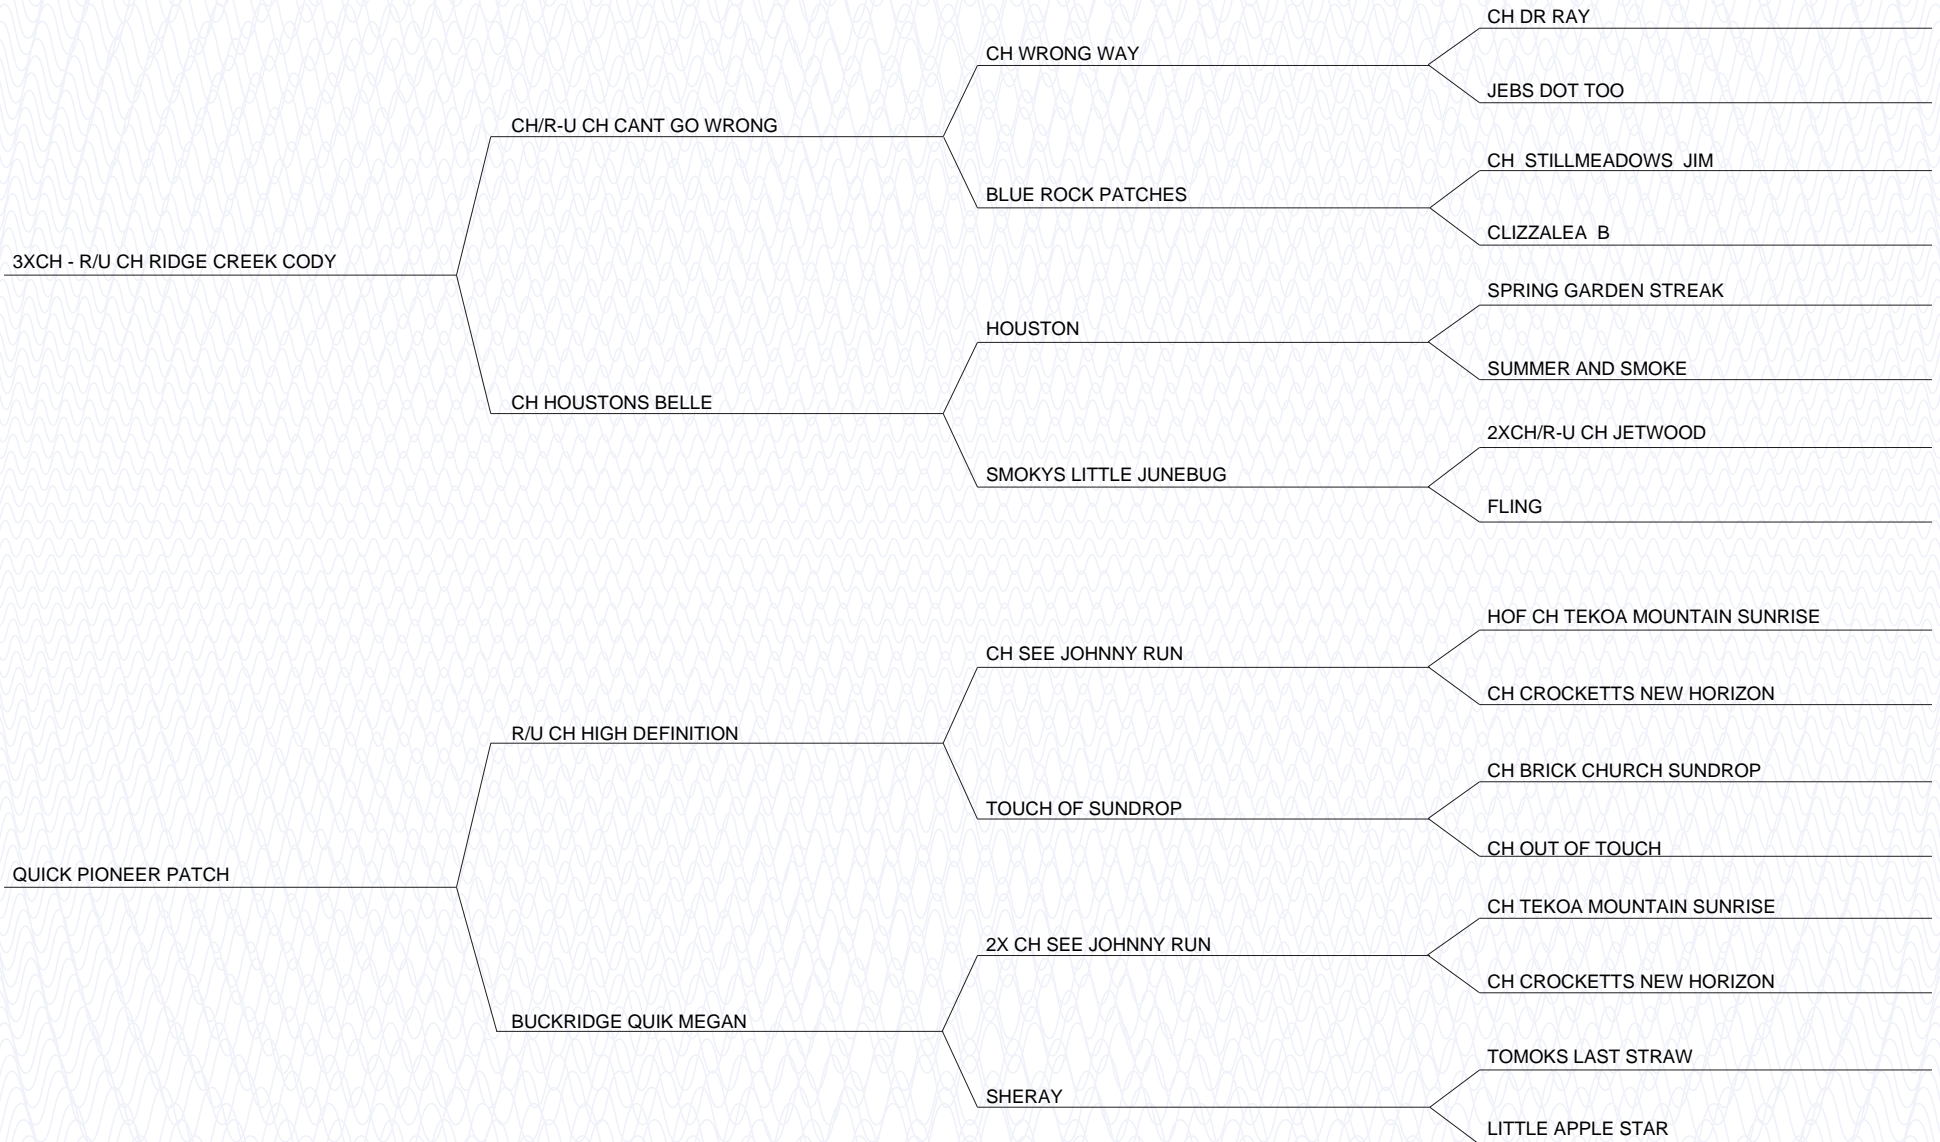 CH DR RAY
CH WRONG WAY
JEBS DOT TOO
CH/R-U CH CANT GO WRONG
CH  STILLMEADOWS  JIM
BLUE ROCK PATCHES
CLIZZALEA  B
3XCH - R/U CH RIDGE CREEK CODY
SPRING GARDEN STREAK
HOUSTON
SUMMER AND SMOKE
CH HOUSTONS BELLE
2XCH/R-U CH JETWOOD
SMOKYS LITTLE JUNEBUG
FLING
HOF CH TEKOA MOUNTAIN SUNRISE
CH SEE JOHNNY RUN
CH CROCKETTS NEW HORIZON
R/U CH HIGH DEFINITION
CH BRICK CHURCH SUNDROP
TOUCH OF SUNDROP
CH OUT OF TOUCH
QUICK PIONEER PATCH
CH TEKOA MOUNTAIN SUNRISE
2X CH SEE JOHNNY RUN
CH CROCKETTS NEW HORIZON
BUCKRIDGE QUIK MEGAN
TOMOKS LAST STRAW
SHERAY
LITTLE APPLE STAR